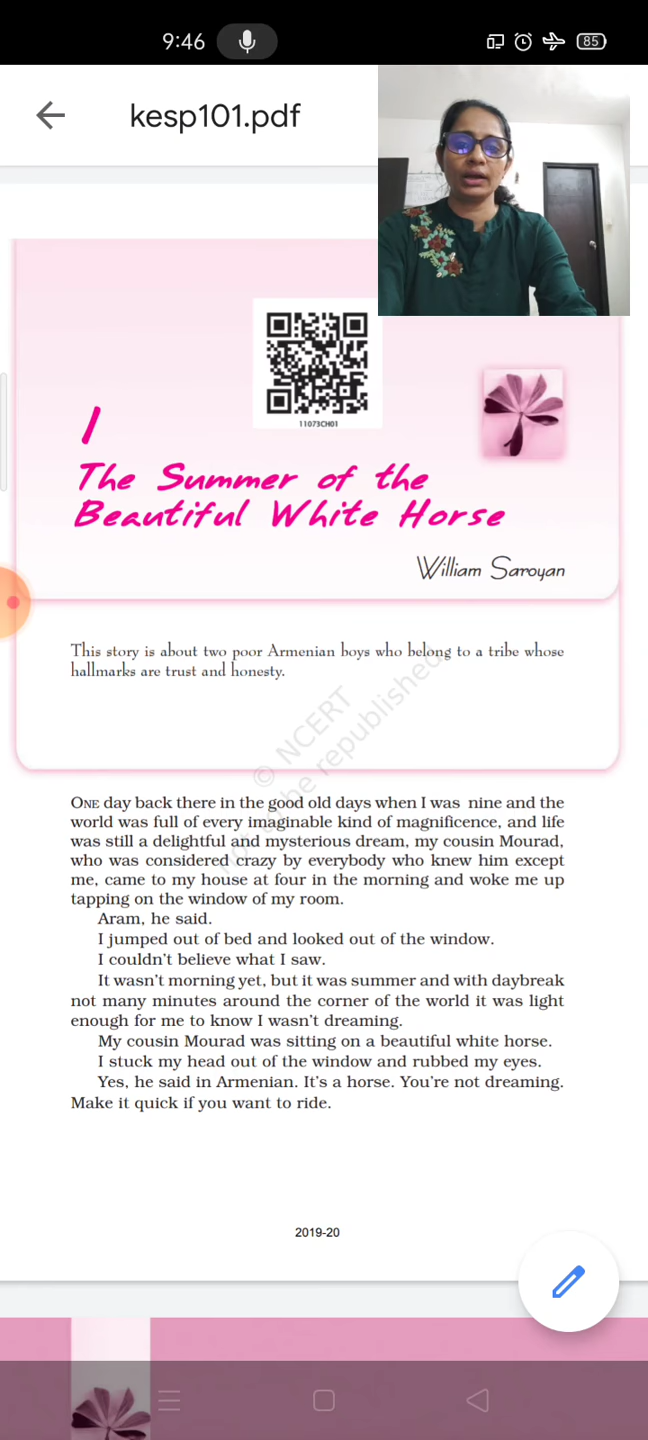 9:46
85
kesp101.pdf
11073CH01
1
The Summer of the
Beautiful White Horse
William Saroyan
This story is about two poor Armenian boys who belong to a tribe whose
hallmarks are trust and honesty.
© NCERT
not to be republished
ONE day back there in the good old days when I was nine and the
world was full of every imaginable kind of magnificence, and life
was still a delightful and mysterious dream, my cousin Mourad,
who was considered crazy by everybody who knew him except
me, came to my house at four in the morning and woke me up
tapping on the window of my room.
Aram, he said.
I jumped out of bed and looked out of the window.
I couldn't believe what I saw.
It wasn't morning yet, but it was summer and with daybreak
not many minutes around the corner of the world it was light
enough for me to know I wasn't dreaming.
My cousin Mourad was sitting on a beautiful white horse.
I stuck my head out of the window and rubbed my eyes.
Yes, he said in Armenian. It's a horse. You're not dreaming.
Make it quick if you want to ride.
2019-20